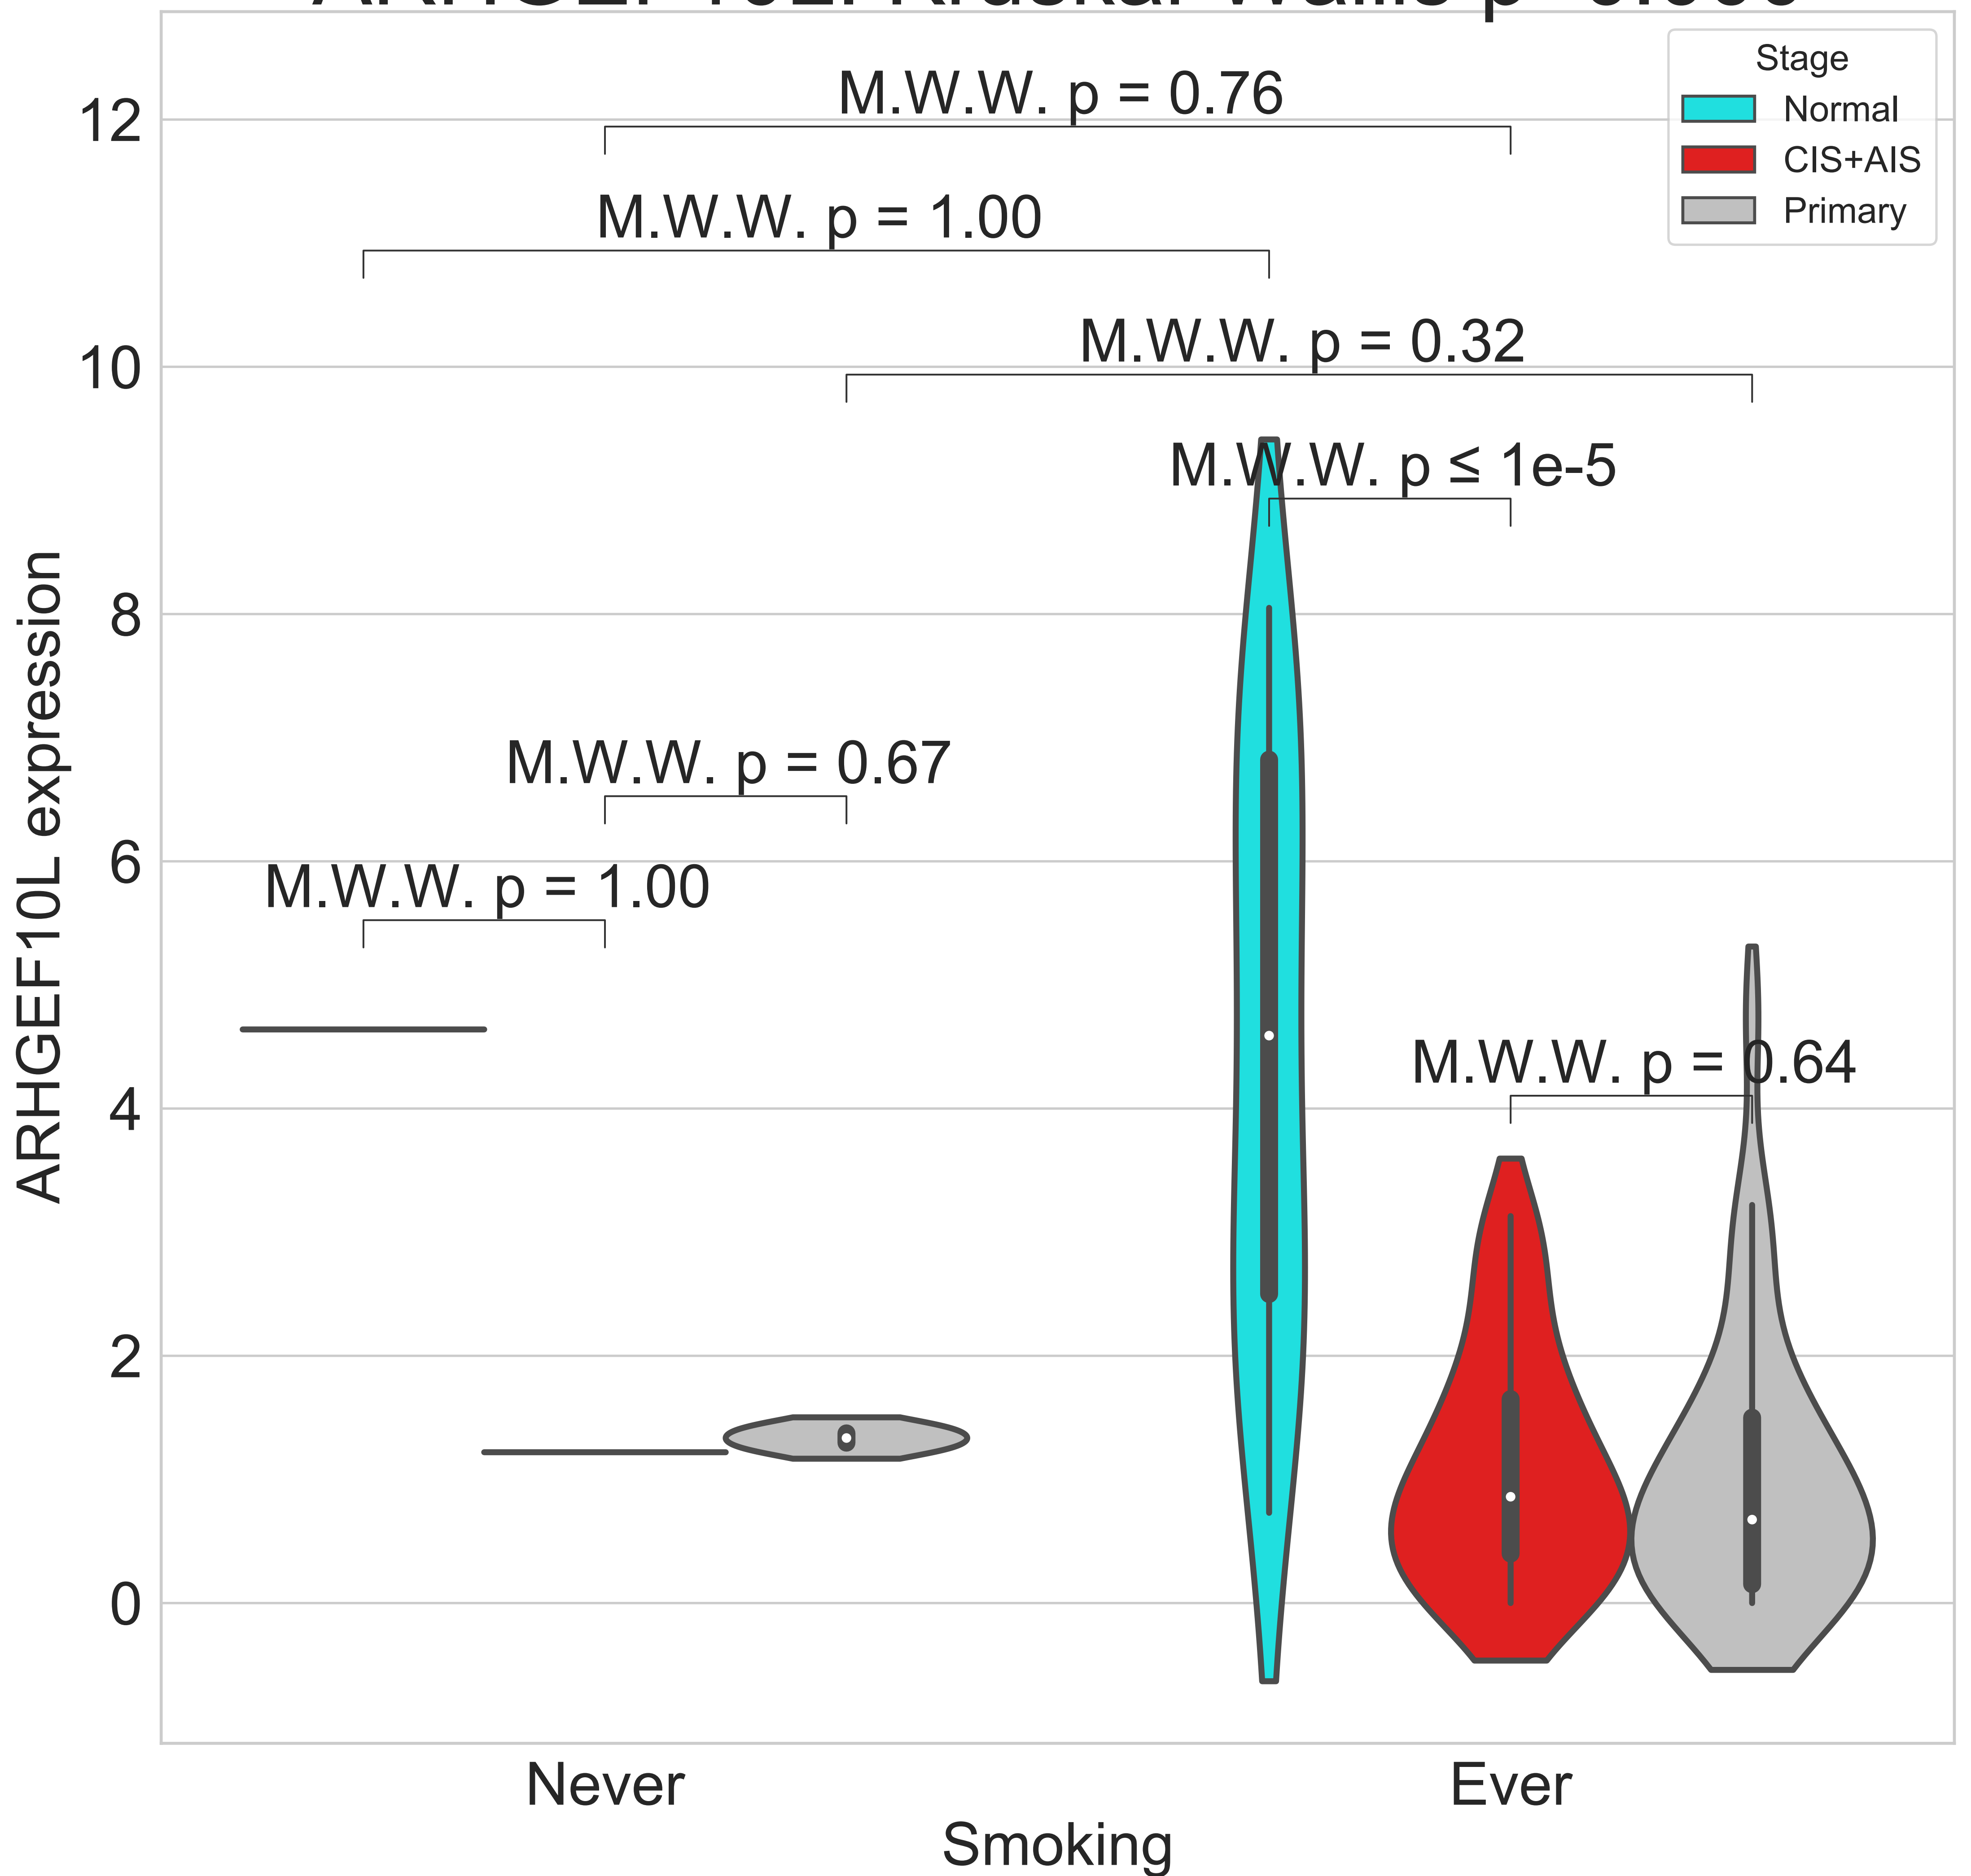 12
10
8
6
4
2
0
ARHGEF10L expression
M.W.W. p = 0.76
M.W.W. p = 1.00
M.W.W. p = 0.32
M.W.W. p ≤ 1e-5
M.W.W. p = 0.67
M.W.W. p = 1.00
M.W.W. p = 0.64
Stage
Normal
CIS+AIS
Primary
Never
Ever
Smoking